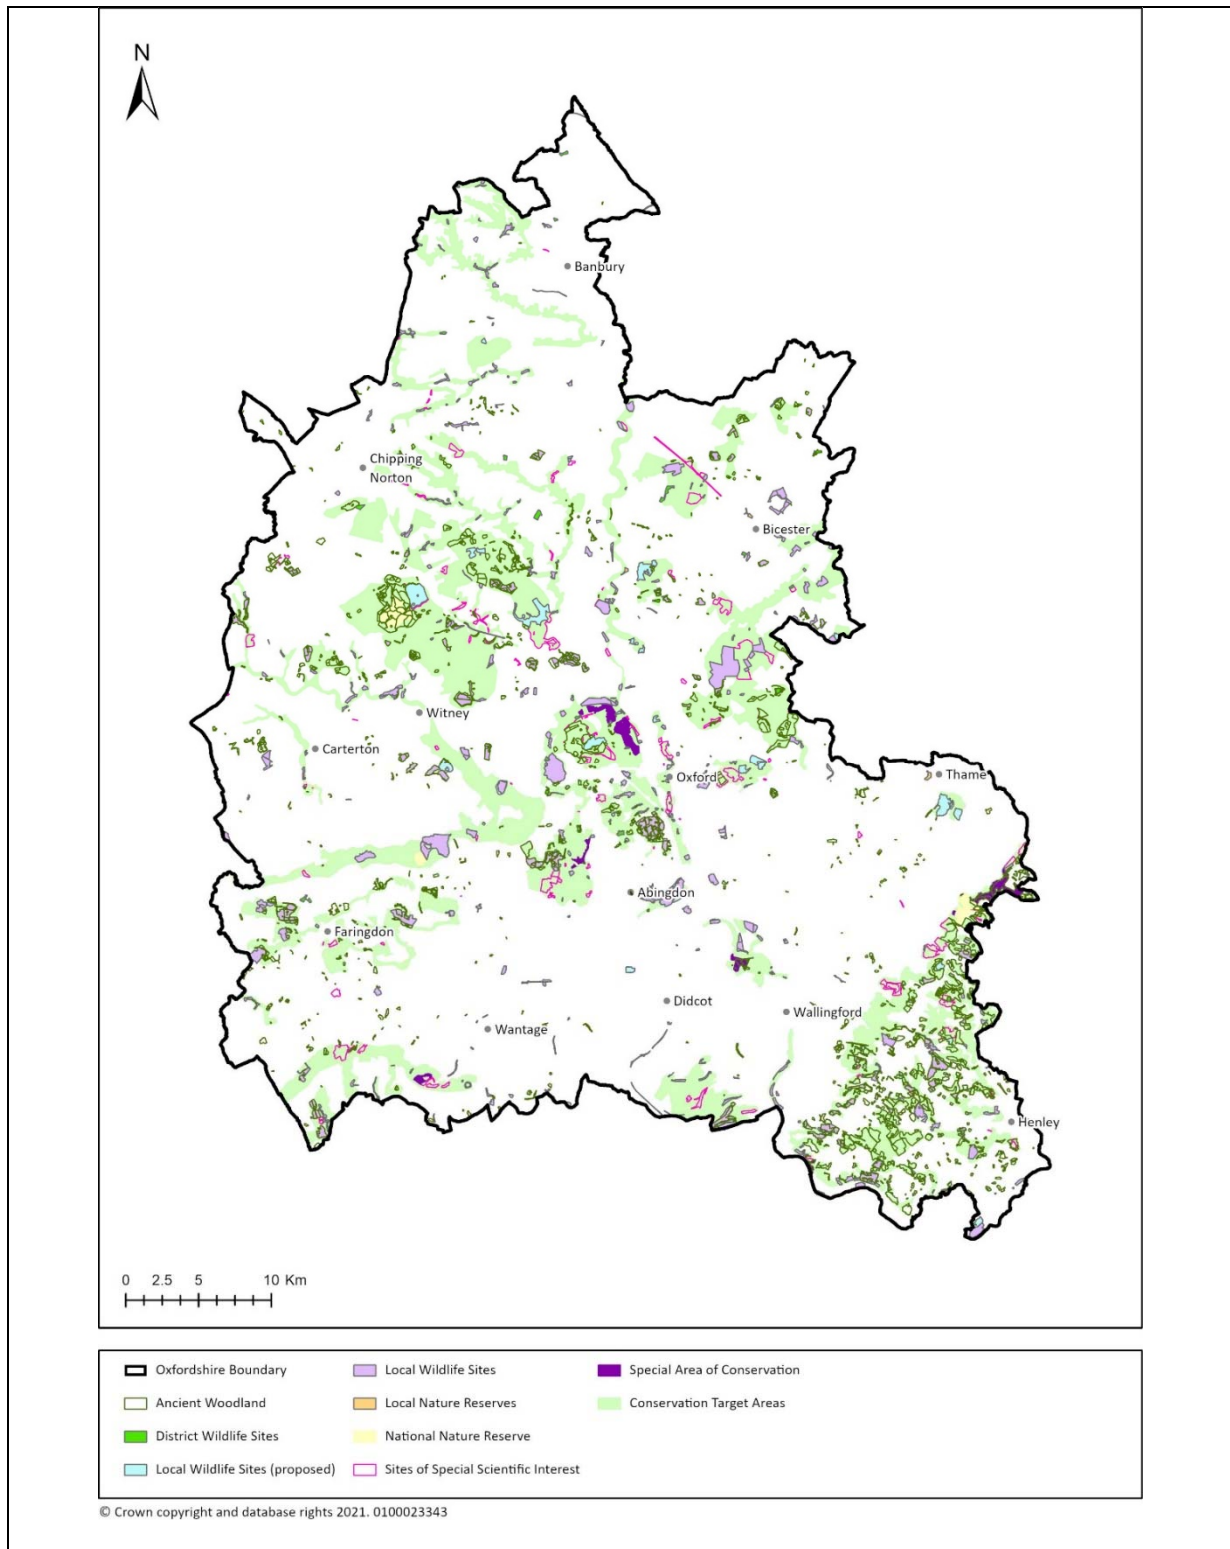 N
Banbury
Chipping
Norton
Bicester
Witney
Carterton
Oxford
Thame
Abingdon
Faringdon
Didcot
Wallingford
Wantage
Henley
0 2.5 5 10 Km
Oxfordshire Boundary
Ancient Woodland
District Wildlife Sites
Local Wildlife Sites (proposed)
Local Wildlife Sites
Local Nature Reserves
National Nature Reserve
Sites of Special Scientific Interest
Special Area of Conservation
Conservation Target Areas
© Crown copyright and database rights 2021. 0100023343